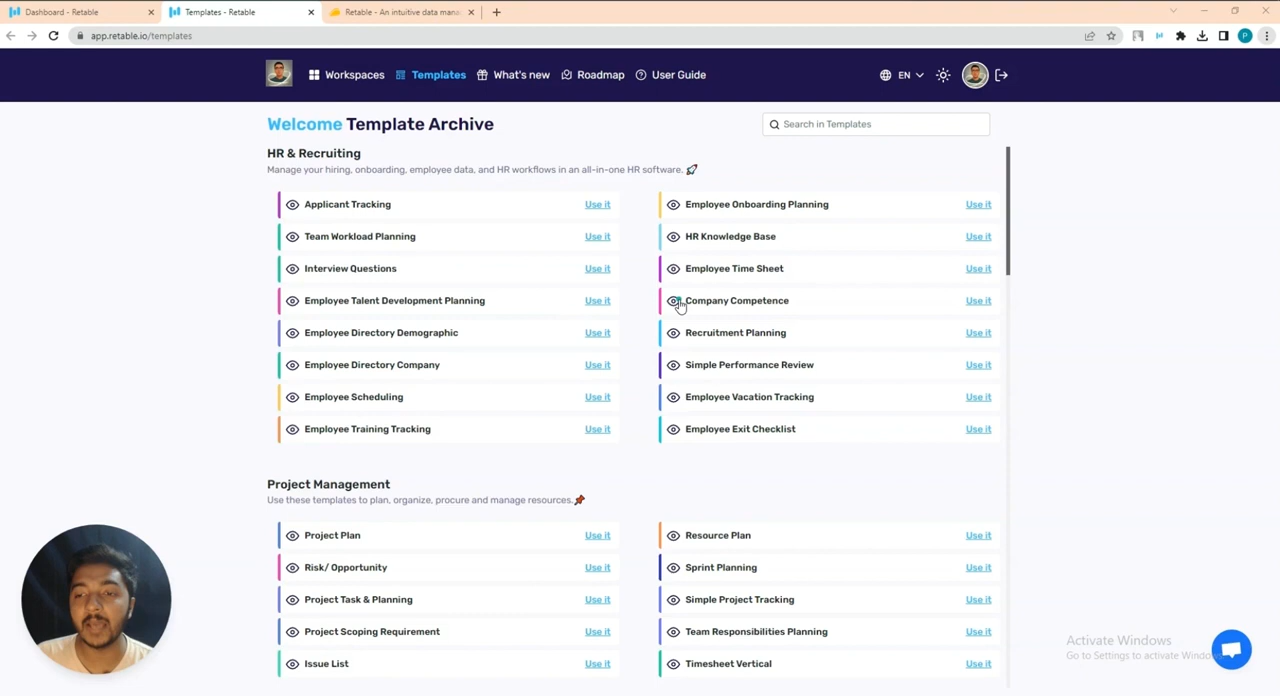 Dashboard - Retable
Templates - Retable
Retable - An intuitive data mana
app.retable.io/templates
P
Workspaces
Templates
What's new
Roadmap
User Guide
EN
Welcome Template Archive
Search in Templates
HR & Recruiting
Manage your hiring, onboarding, employee data, and HR workflows in an all-in-one HR software. 🚀
Applicant Tracking Use it
Employee Onboarding Planning Use it
Team Workload Planning Use it
HR Knowledge Base Use it
Interview Questions Use it
Employee Time Sheet Use it
Employee Talent Development Planning Use it
Company Competence Use it
Employee Directory Demographic Use it
Recruitment Planning Use it
Employee Directory Company Use it
Simple Performance Review Use it
Employee Scheduling Use it
Employee Vacation Tracking Use it
Employee Training Tracking Use it
Employee Exit Checklist Use it
Project Management
Use these templates to plan, organize, procure and manage resources.📌
Project Plan Use it
Resource Plan Use it
Risk/ Opportunity Use it
Sprint Planning Use it
Project Task & Planning Use it
Simple Project Tracking Use it
Project Scoping Requirement Use it
Team Responsibilities Planning Use it
Issue List Use it
Timesheet Vertical Use it
Activate Windows
Go to Settings to activate Windo